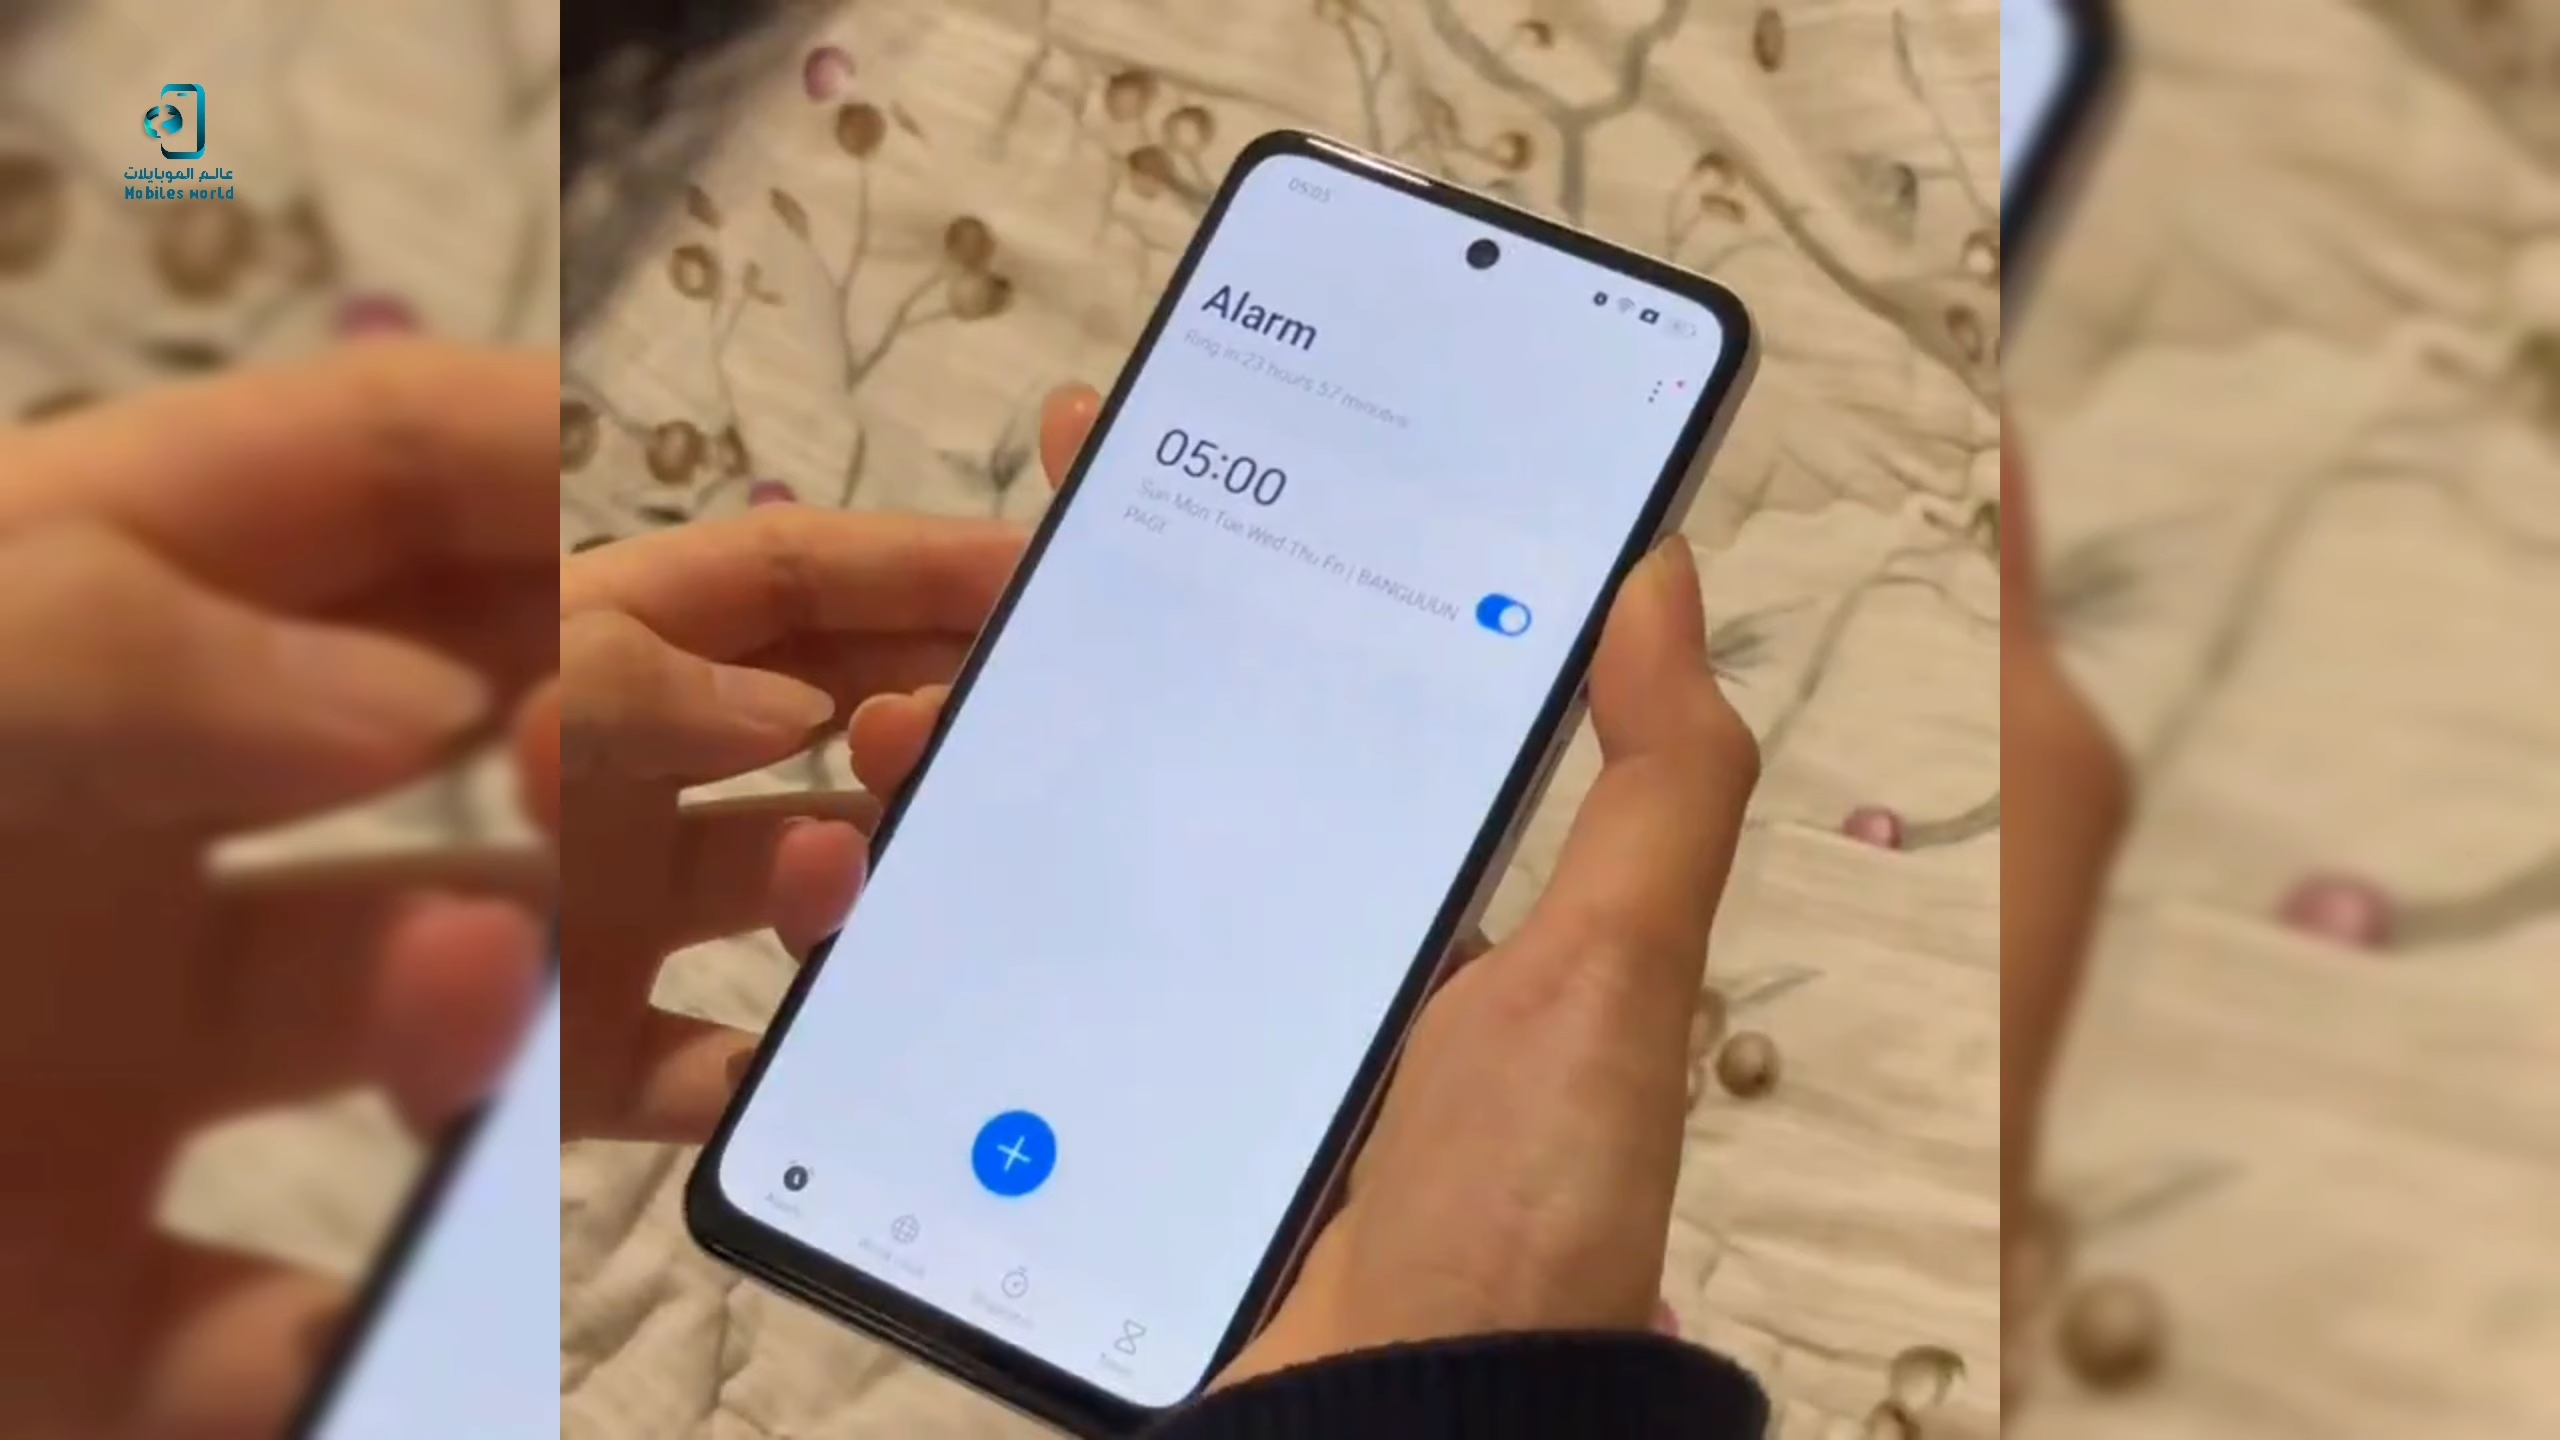 عالم الموبايلات
Mobiles world
05:03
Alarm
Ring in 23 hours 57 minutes
05:00
Sun Mon Tue Wed Thu Fri | BANGUUUN
PAGI